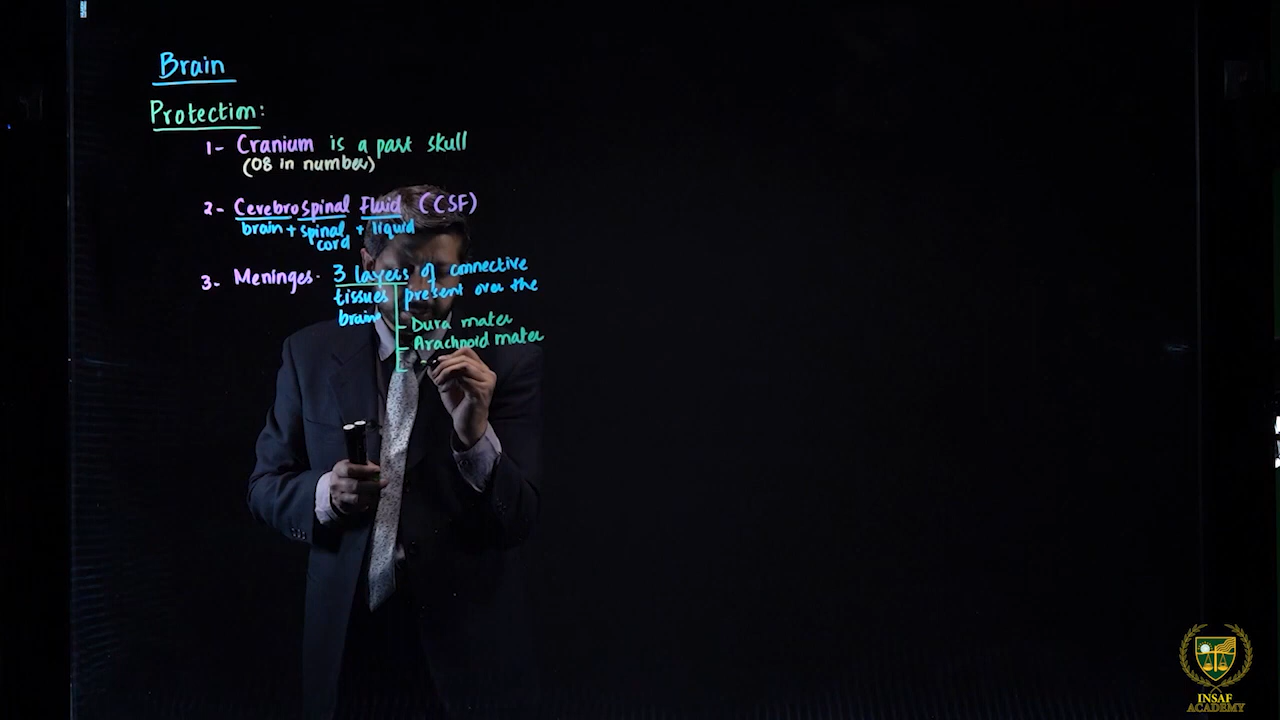 Brain
Protection:
1- Cranium is a part skull
(08 in number)
2- Cerebrospinal Fluid (CSF)
brain + spinal cord + liquid
3- Meninges- 3 layers of connective
tissues present over the
brain
- Dura mater
- Arachnoid mater
INSAF
ACADEMY